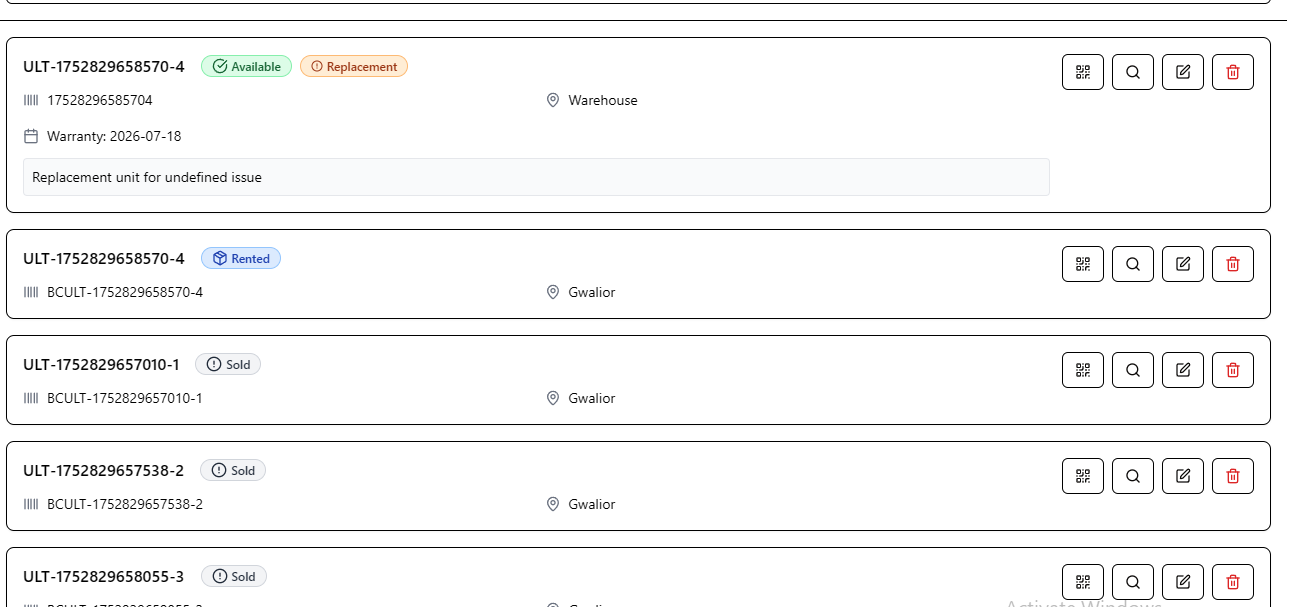 ULT-1752829658570-4 Available Replacement
17528296585704 Warehouse
Warranty: 2026-07-18
Replacement unit for undefined issue
ULT-1752829658570-4 Rented
BCULT-1752829658570-4 Gwalior
ULT-1752829657010-1 Sold
BCULT-1752829657010-1 Gwalior
ULT-1752829657538-2 Sold
BCULT-1752829657538-2 Gwalior
ULT-1752829658055-3 Sold
Activate Windows